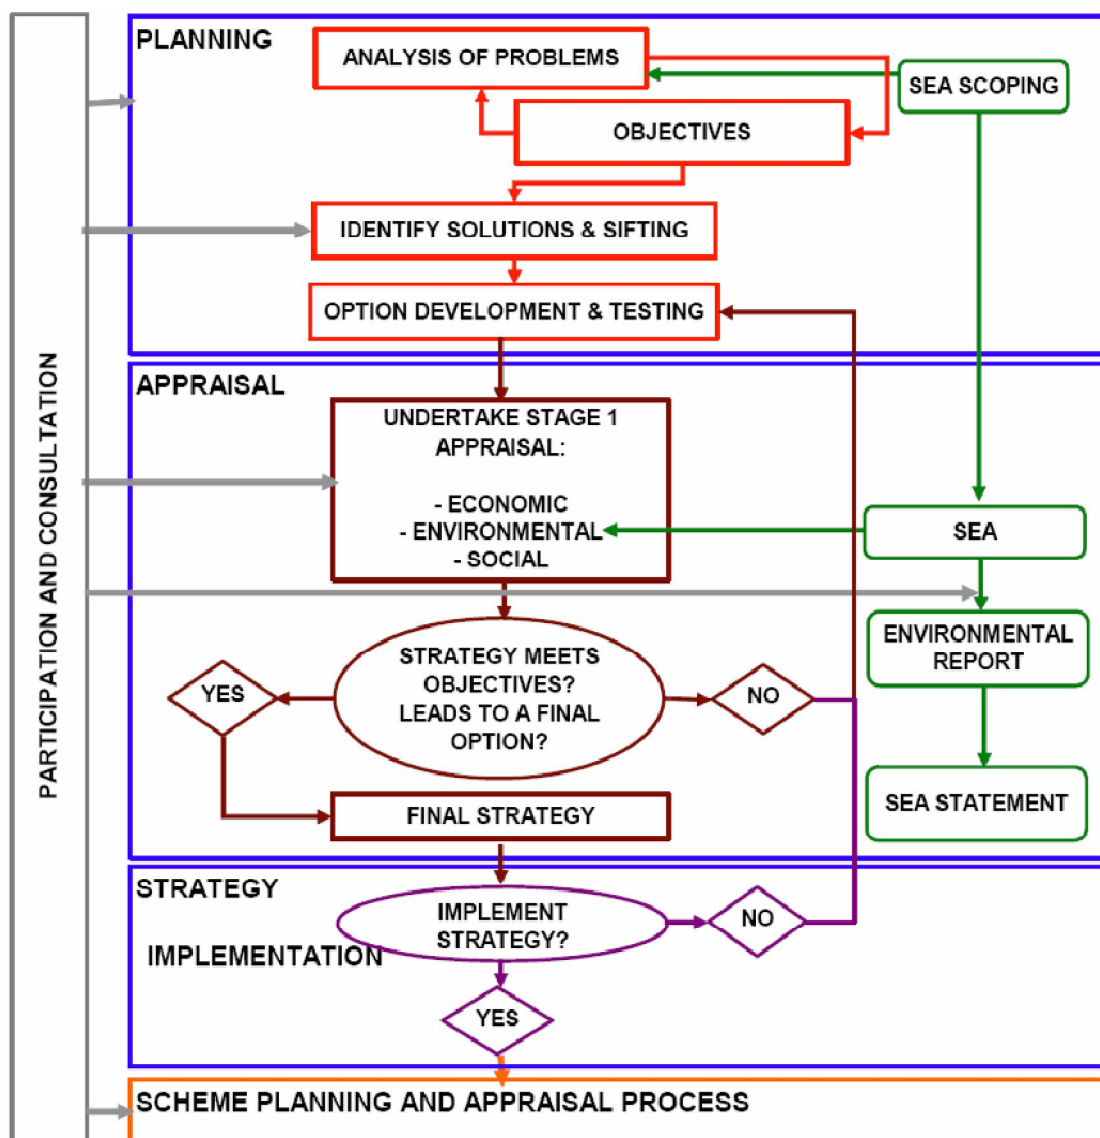 PARTICIPATION AND CONSULTATION
PLANNING
ANALYSIS OF PROBLEMS
SEA SCOPING
OBJECTIVES
IDENTIFY SOLUTIONS & SIFTING
OPTION DEVELOPMENT & TESTING
APPRAISAL
UNDERTAKE STAGE 1
APPRAISAL:
- ECONOMIC
- ENVIRONMENTAL
- SOCIAL
SEA
ENVIRONMENTAL
REPORT
STRATEGY MEETS
OBJECTIVES?
LEADS TO A FINAL
OPTION?
YES
NO
SEA STATEMENT
FINAL STRATEGY
STRATEGY
IMPLEMENTATION
IMPLEMENT
STRATEGY?
NO
YES
SCHEME PLANNING AND APPRAISAL PROCESS